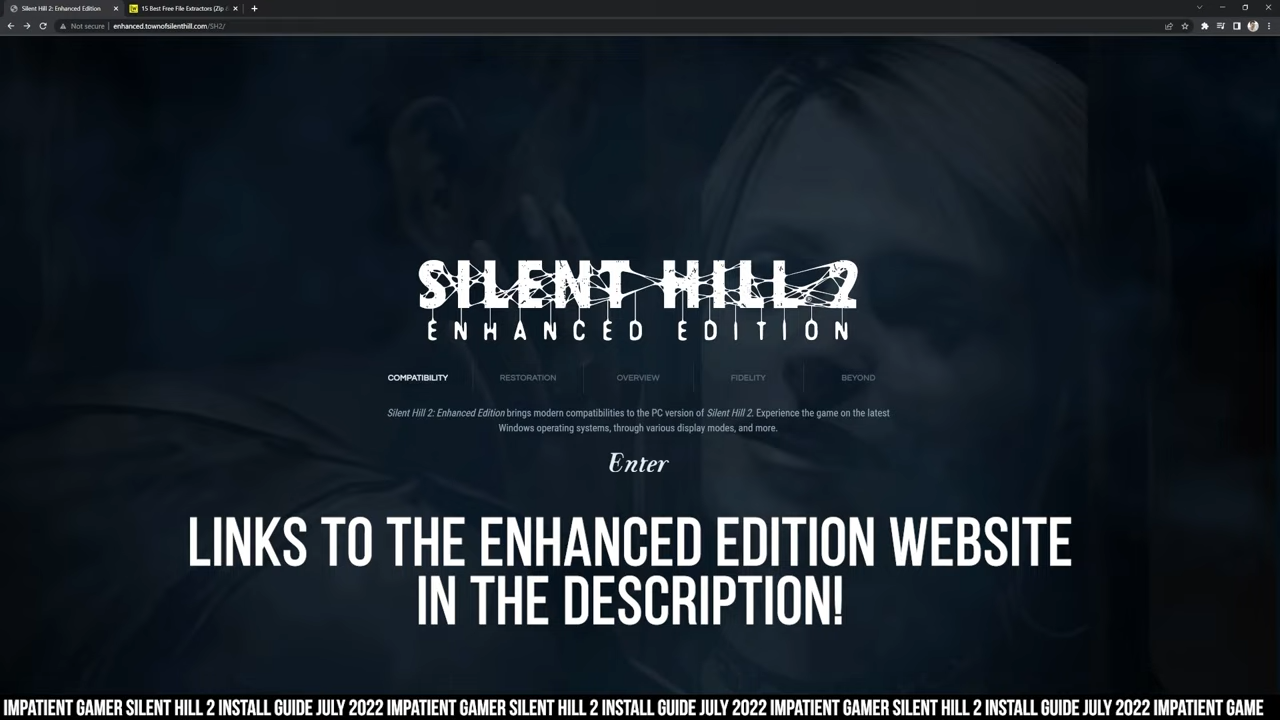 Silent Hill 2: Enhanced Edition
15 Best Free File Extractors (Zip &
Not secure
enhanced.townofsilenthill.com/SH2/
SILENT HILL 2
ENHANCED EDITION
COMPATIBILITY
RESTORATION
OVERVIEW
FIDELITY
BEYOND
Silent Hill 2: Enhanced Edition brings modern compatibilities to the PC version of Silent Hill 2. Experience the game on the latest
Windows operating systems, through various display modes, and more.
Enter
LINKS TO THE ENHANCED EDITION WEBSITE
IN THE DESCRIPTION!
IMPATIENT GAMER SILENT HILL 2 INSTALL GUIDE JULY 2022 IMPATIENT GAMER SILENT HILL 2 INSTALL GUIDE JULY 2022 IMPATIENT GAMER SILENT HILL 2 INSTALL GUIDE JULY 2022 IMPATIENT GAME